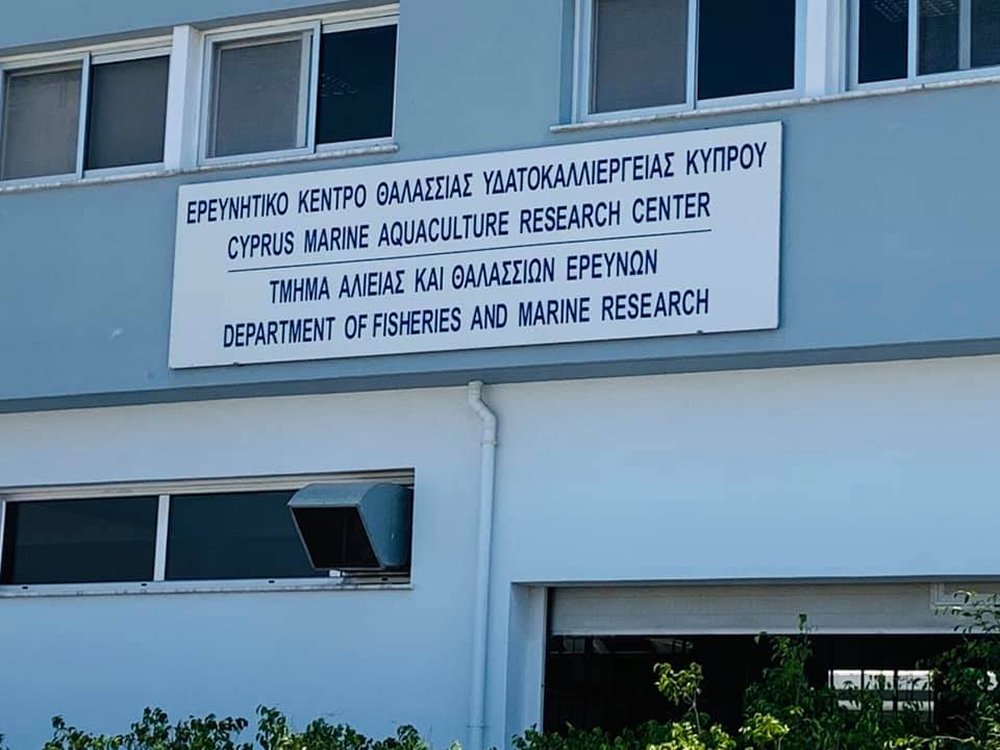 ΕΡΕΥΝΗΤΙΚΟ ΚΕΝΤΡΟ ΘΑΛΑΣΣΙΑΣ ΥΔΑΤΟΚΑΛΛΙΕΡΓΕΙΑΣ ΚΥΠΡΟΥ
CYPRUS MARINE AQUACULTURE RESEARCH CENTER
ΤΜΗΜΑ ΑΛΙΕΙΑΣ ΚΑΙ ΘΑΛΑΣΣΙΩΝ ΕΡΕΥΝΩΝ
DEPARTMENT OF FISHERIES AND MARINE RESEARCH